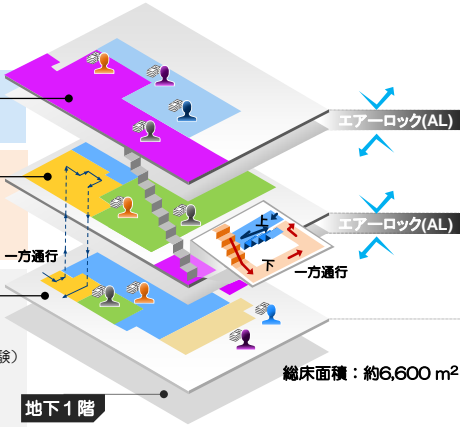 エアーロック(AL)
エアーロック(AL)
上
一方通行
下
一方通行
験)
総床面積：約6,600 m²
地下1階